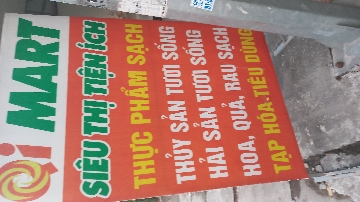 Qi MART
SIÊU THỊ TIỆN ÍCH
THỰC PHẨM SẠCH
THỦY SẢN TƯƠI SỐNG
HẢI SẢN TƯƠI SỐNG
HOA, QUẢ, RAU SẠCH
TẠP HÓA-TIÊU DÙNG